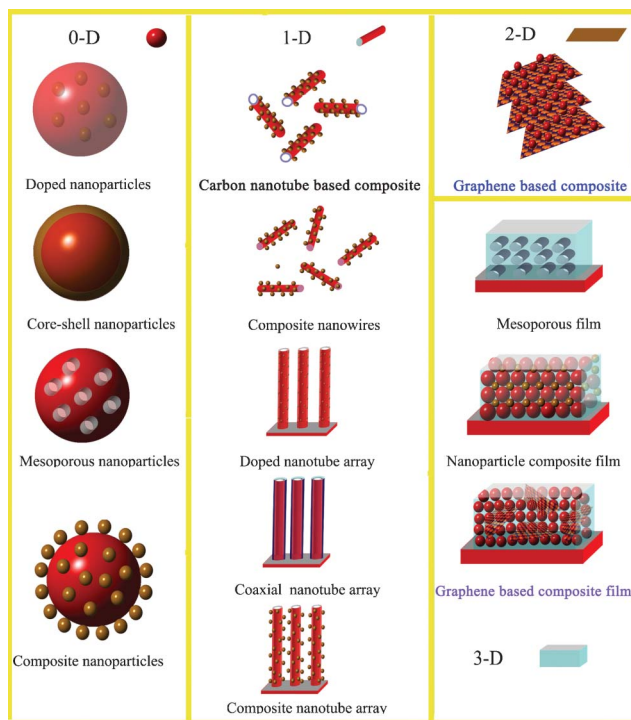 0-D
Doped nanoparticles
Core-shell nanoparticles
Mesoporous nanoparticles
Composite nanoparticles
1-D
Carbon nanotube based composite
Composite nanowires
Doped nanotube array
Coaxial nanotube array
Composite nanotube array
2-D
Graphene based composite
Mesoporous film
Nanoparticle composite film
Graphene based composite film
3-D